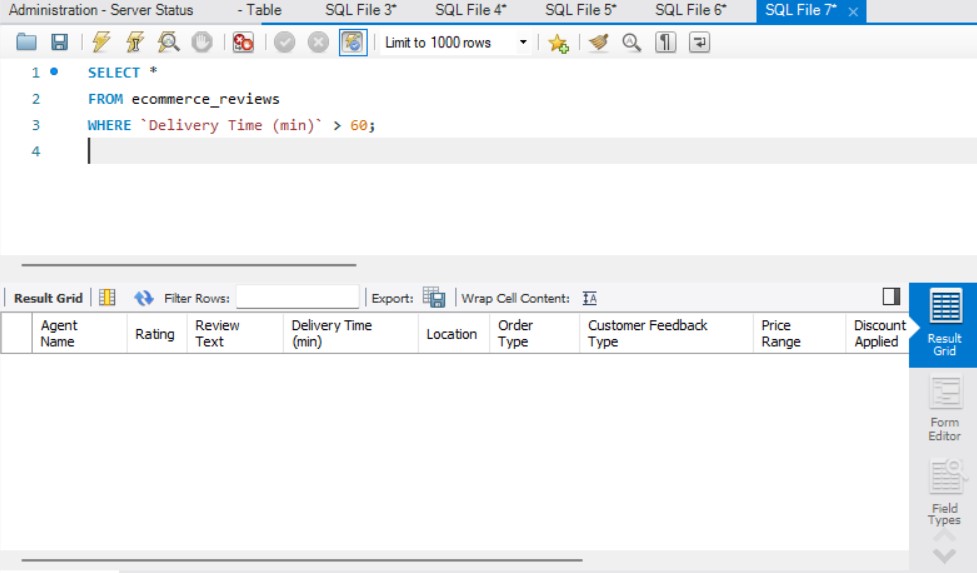 Administration - Server Status - Table SQL File 3* SQL File 4* SQL File 5* SQL File 6* SQL File 7*
Limit to 1000 rows
1 SELECT *
2 FROM ecommerce_reviews
3 WHERE `Delivery Time (min)` > 60;
4
Result Grid Filter Rows: Export: Wrap Cell Content:
Agent Name Rating Review Text Delivery Time (min) Location Order Type Customer Feedback Type Price Range Discount Applied
Result
Grid
Form
Editor
Field
Types